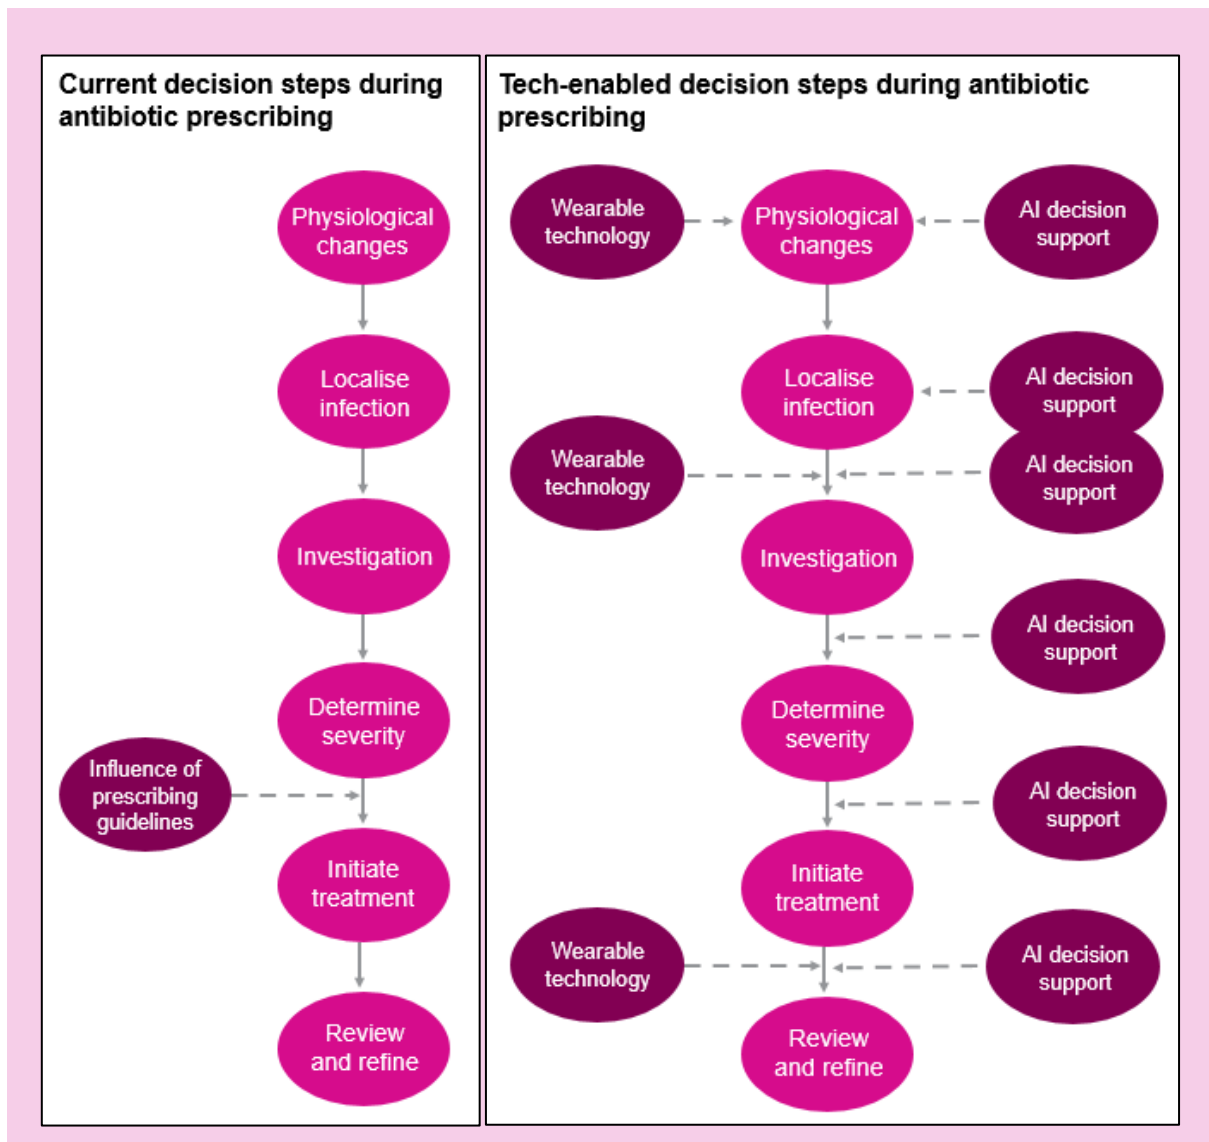 Current decision steps during
antibiotic prescribing
Physiological
changes
Localise
infection
Investigation
Determine
severity
Influence of
prescribing
guidelines
Initiate
treatment
Review
and refine
Tech-enabled decision steps during antibiotic
prescribing
Wearable
technology
Physiological
changes
AI decision
support
Localise
infection
AI decision
support
Wearable
technology
AI decision
support
Investigation
AI decision
support
Determine
severity
AI decision
support
Initiate
treatment
Wearable
technology
AI decision
support
Review
and refine